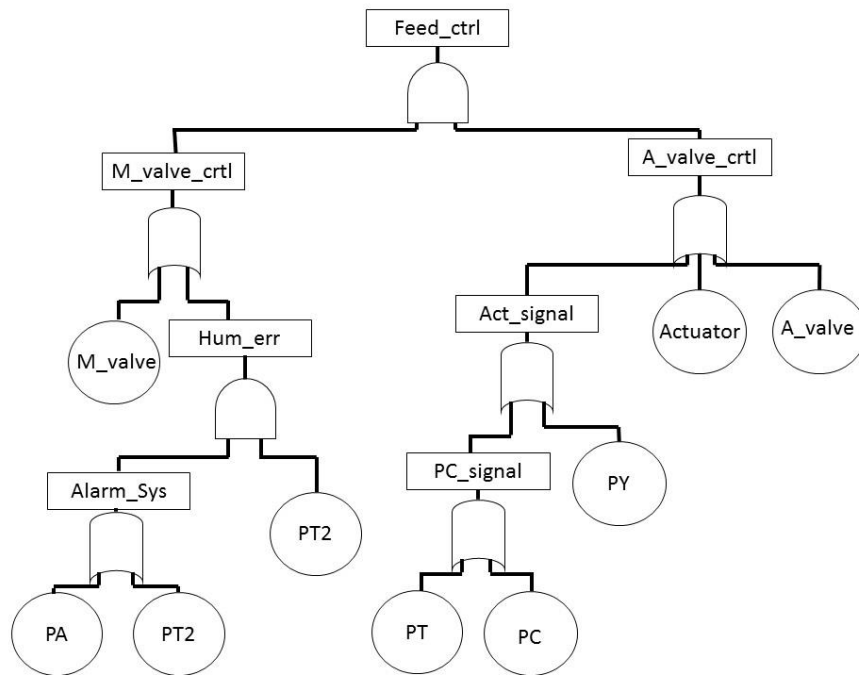 Feed_ctrl
M_valve_crtl
A_valve_crtl
Act_signal
Actuator
A_valve
Hum_err
M_valve
PC_signal
PY
Alarm_Sys
PT2
PA
PT2
PT
PC